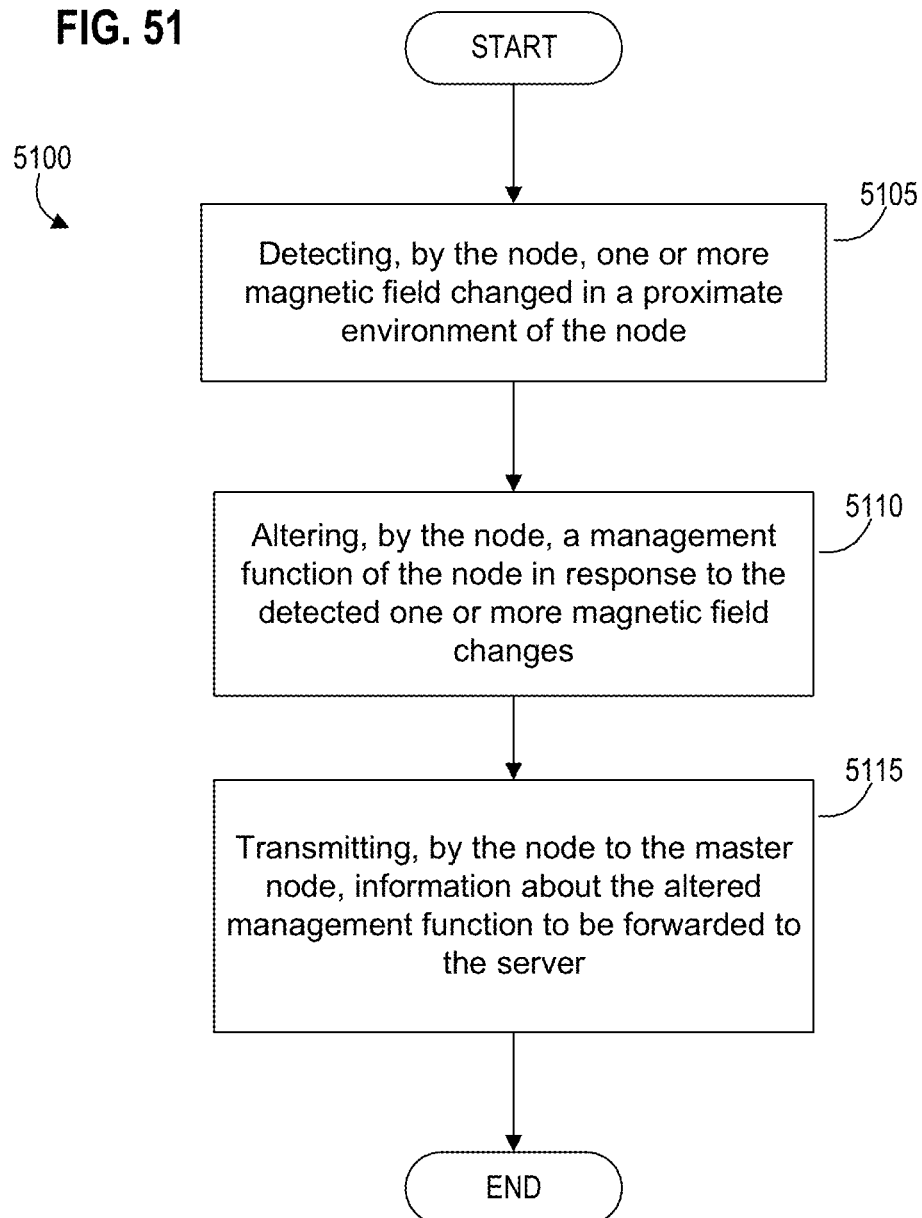 FIG. 51
START
5100
5105
Detecting, by the node, one or more
magnetic field changed in a proximate
environment of the node
5110
Altering, by the node, a management
function of the node in response to the
detected one or more magnetic field
changes
5115
Transmitting, by the node to the master
node, information about the altered
management function to be forwarded to
the server
END